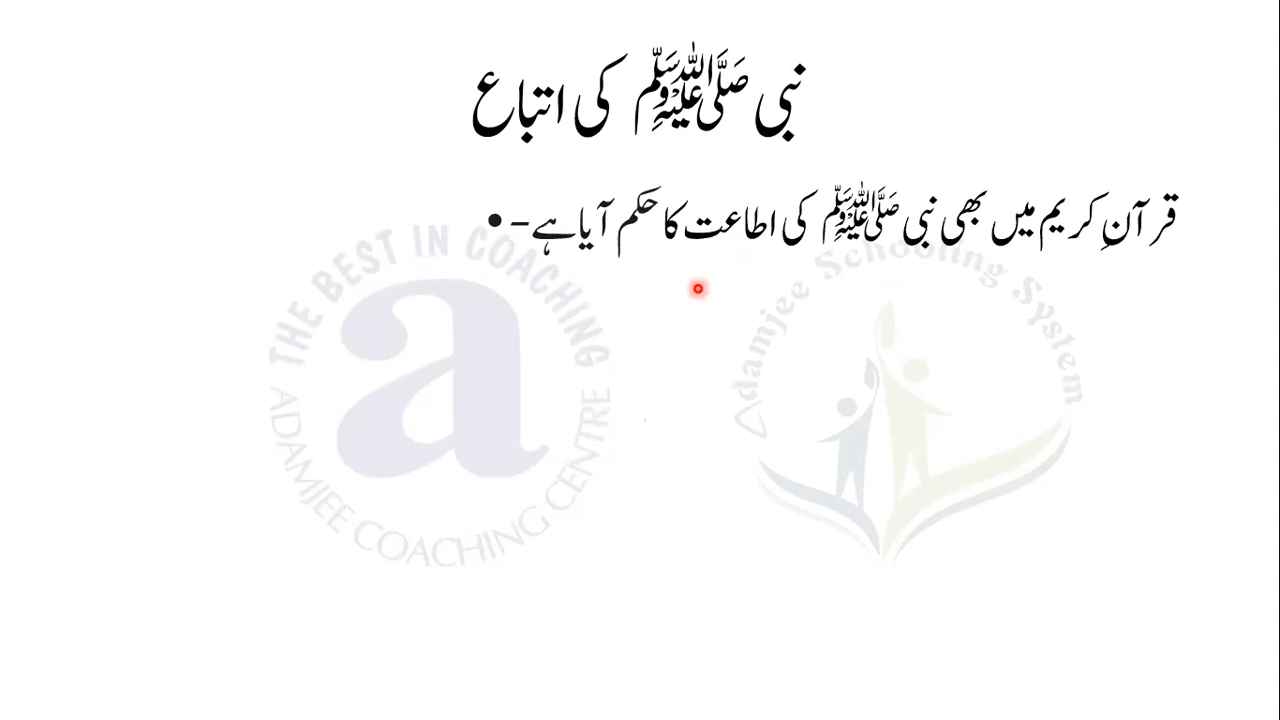 نبی ﷺ کی اتباع
قرآنِ کریم میں بھی نبی ﷺ کی اطاعت کا حکم آیا ہے۔ •
THE BEST IN COACHING
a
ADAMJEE COACHING CENTRE
Adamjee Schooling System